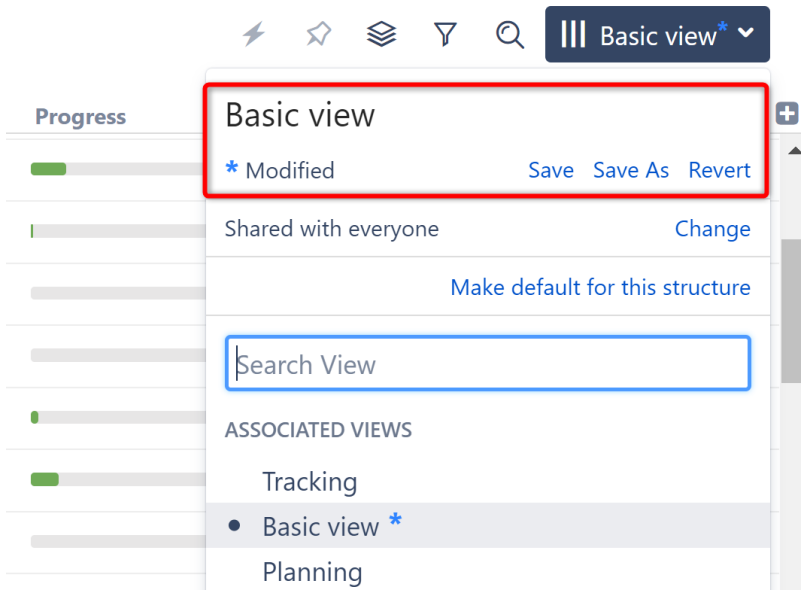 Basic view*
Progress
Basic view
* Modified Save Save As Revert
Shared with everyone Change
Make default for this structure
Search View
ASSOCIATED VIEWS
Tracking
Basic view *
Planning